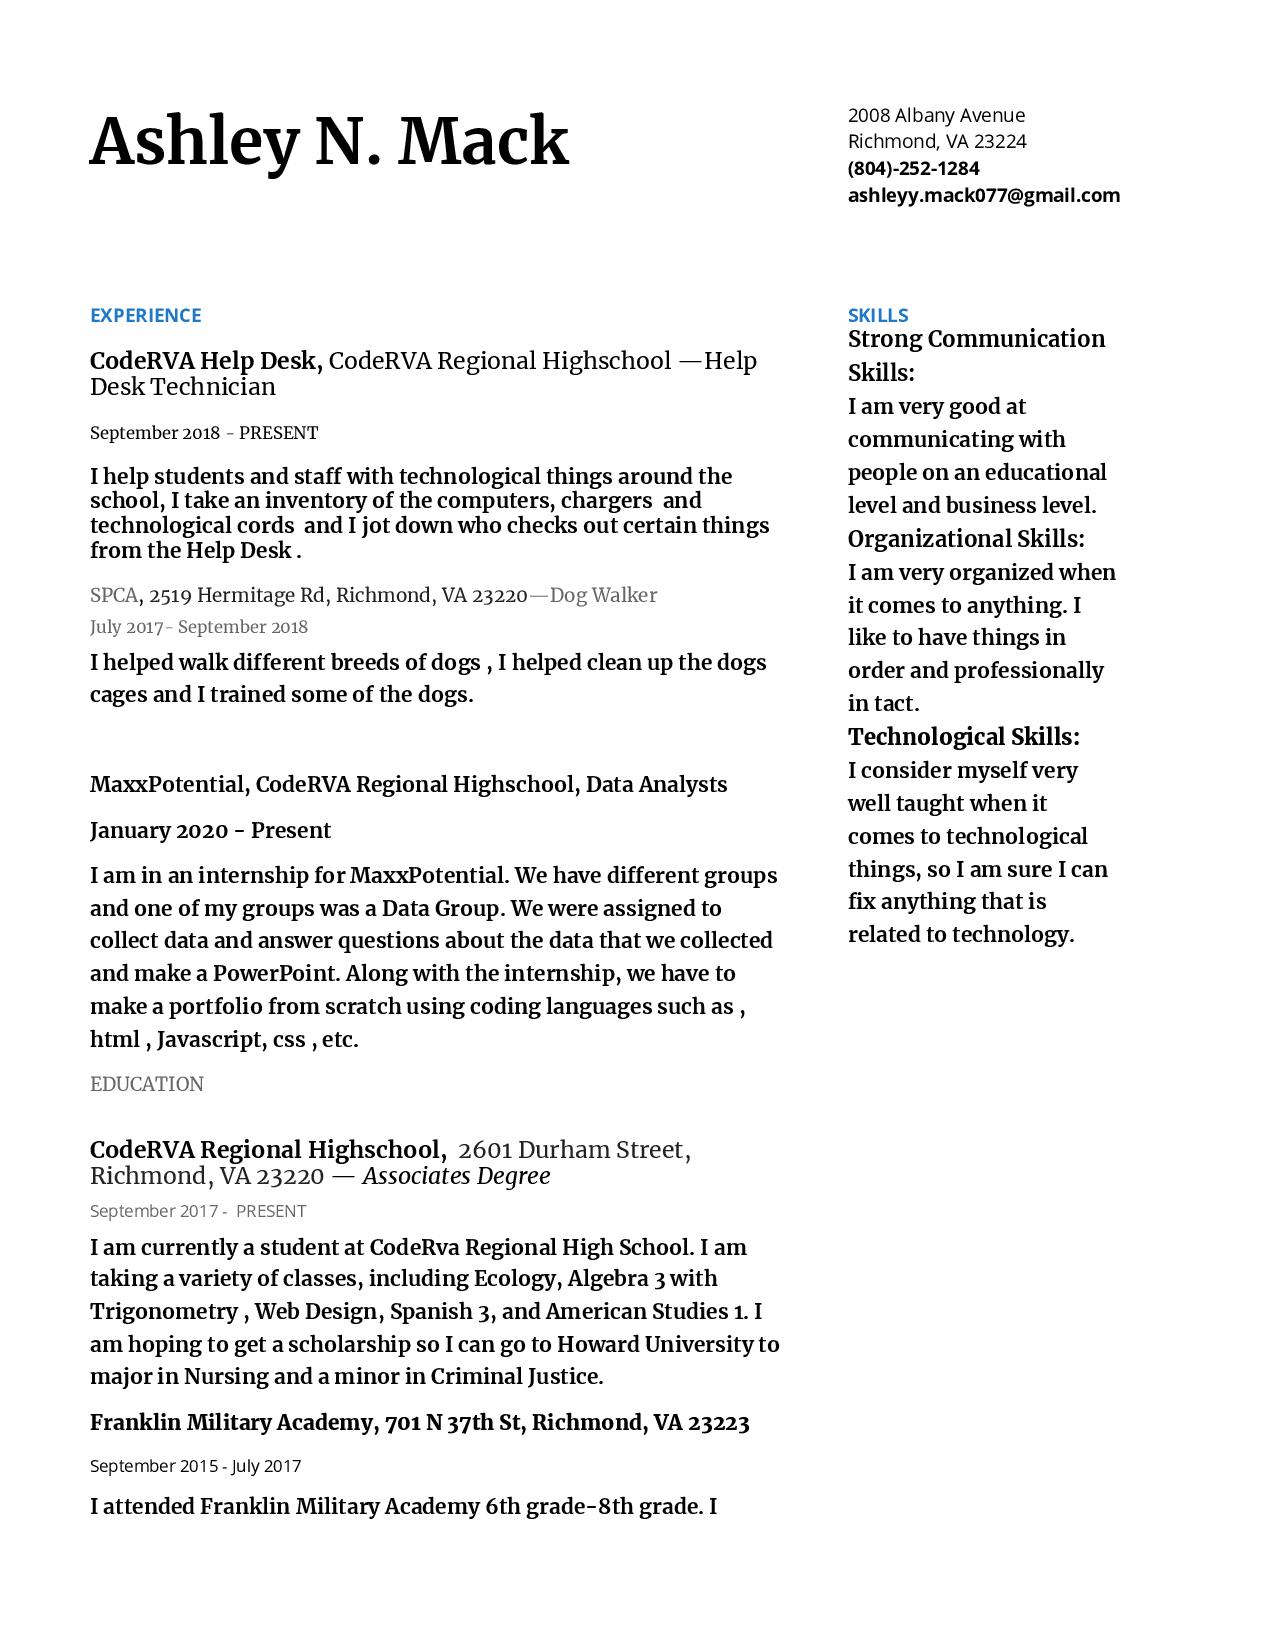 Ashley N. Mack
2008 Albany Avenue
Richmond, VA 23224
(804)-252-1284
ashleyy.mack077@gmail.com
EXPERIENCE
CodeRVA Help Desk, CodeRVA Regional Highschool —Help
Desk Technician
September 2018 - PRESENT
I help students and staff with technological things around the
school, I take an inventory of the computers, chargers  and
technological cords  and I jot down who checks out certain things
from the Help Desk .
SPCA, 2519 Hermitage Rd, Richmond, VA 23220—Dog Walker
July 2017- September 2018
I helped walk different breeds of dogs , I helped clean up the dogs
cages and I trained some of the dogs.
MaxxPotential, CodeRVA Regional Highschool, Data Analysts
January 2020 - Present
I am in an internship for MaxxPotential. We have different groups
and one of my groups was a Data Group. We were assigned to
collect data and answer questions about the data that we collected
and make a PowerPoint. Along with the internship, we have to
make a portfolio from scratch using coding languages such as ,
html , Javascript, css , etc.
EDUCATION
CodeRVA Regional Highschool,  2601 Durham Street,
Richmond, VA 23220 — Associates Degree
September 2017 -  PRESENT
I am currently a student at CodeRva Regional High School. I am
taking a variety of classes, including Ecology, Algebra 3 with
Trigonometry , Web Design, Spanish 3, and American Studies 1. I
am hoping to get a scholarship so I can go to Howard University to
major in Nursing and a minor in Criminal Justice.
Franklin Military Academy, 701 N 37th St, Richmond, VA 23223
September 2015 - July 2017
I attended Franklin Military Academy 6th grade-8th grade. I
SKILLS
Strong Communication
Skills:
I am very good at
communicating with
people on an educational
level and business level.
Organizational Skills:
I am very organized when
it comes to anything. I
like to have things in
order and professionally
in tact.
Technological Skills:
I consider myself very
well taught when it
comes to technological
things, so I am sure I can
fix anything that is
related to technology.